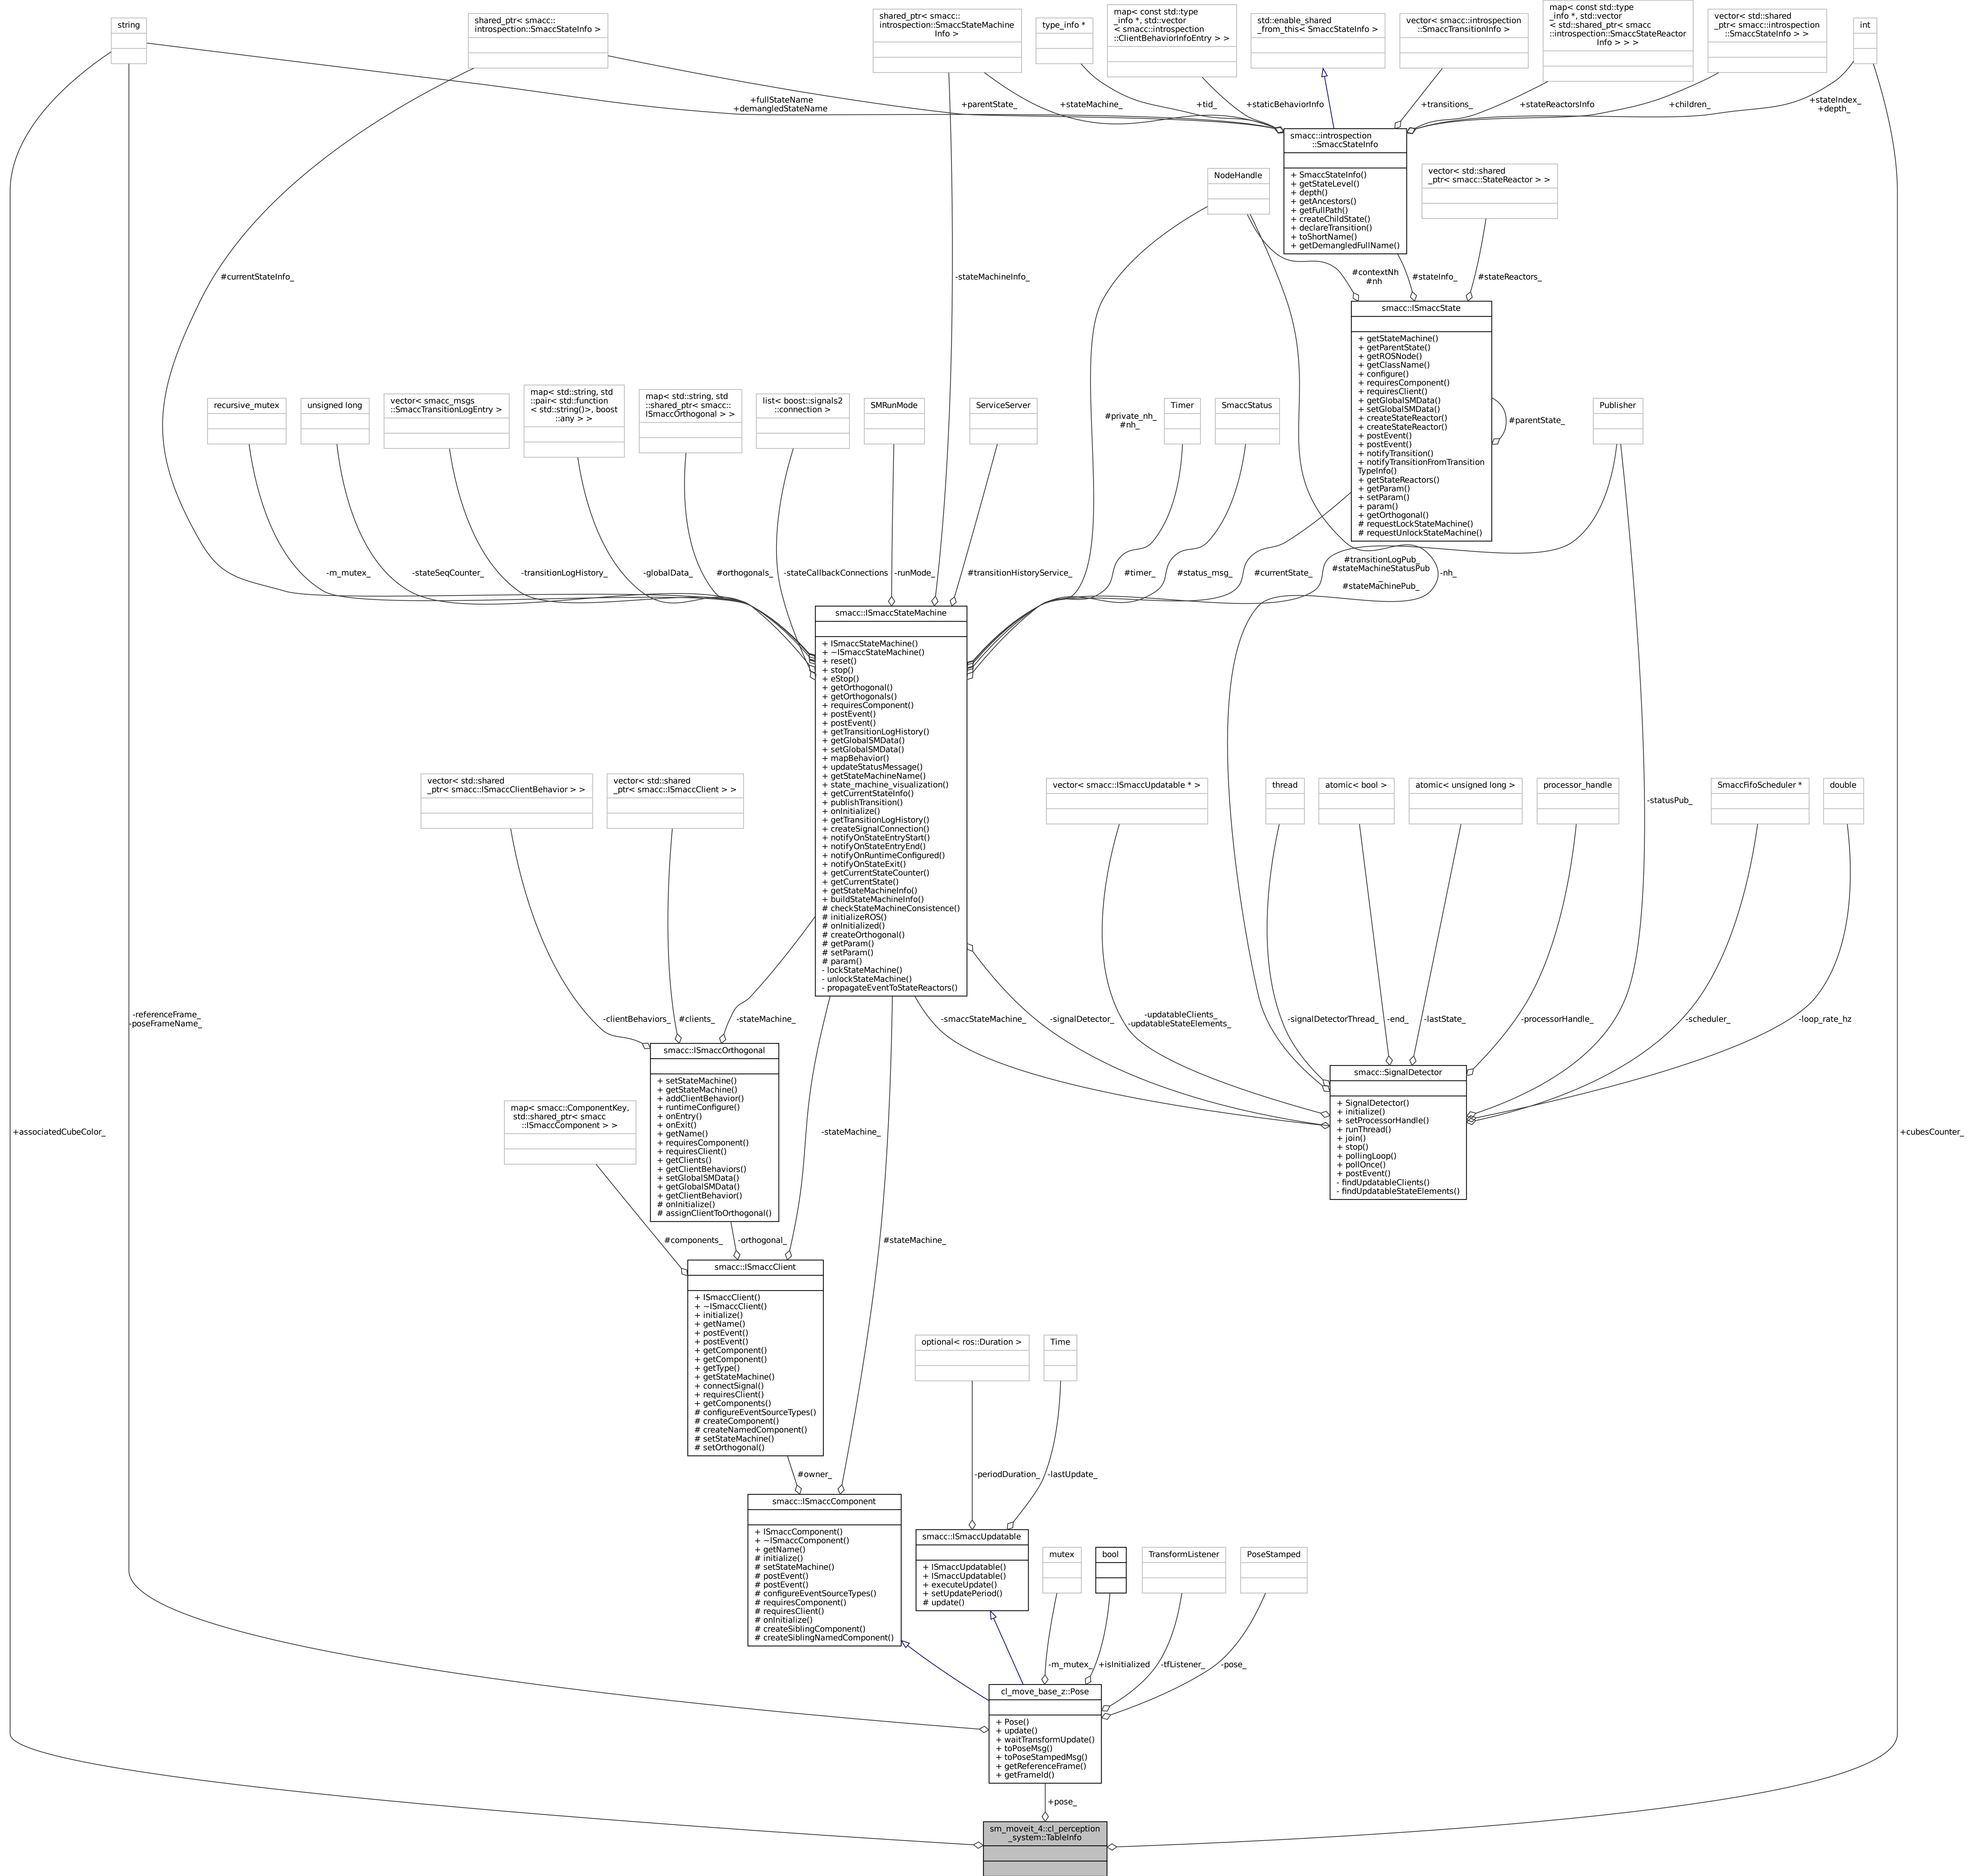 string
shared_ptr< smacc::
introspection::SmaccStateInfo >
shared_ptr< smacc::
introspection::SmaccStateMachine
Info >
type_info *
map< const std::type
_info *, std::vector
< smacc::introspection
::ClientBehaviorInfoEntry > >
std::enable_shared
_from_this< SmaccStateInfo >
vector< smacc::introspection
::SmaccTransitionInfo >
map< const std::type
_info *, std::vector
< std::shared_ptr< smacc
::introspection::SmaccStateReactor
Info > > >
vector< std::shared
_ptr< smacc::introspection
::SmaccStateInfo > >
int
+fullStateName
+demangledStateName
+parentState_
+stateMachine_
+tid_
+staticBehaviorInfo
+transitions_
+stateReactorsInfo
+children_
+stateIndex_
+depth_
smacc::introspection
::SmaccStateInfo
+ SmaccStateInfo()
+ getStateLevel()
+ depth()
+ getAncestors()
+ getFullPath()
+ createChildState()
+ declareTransition()
+ toShortName()
+ getDemangledFullName()
NodeHandle
vector< std::shared
_ptr< smacc::StateReactor > >
#currentStateInfo_
-stateMachineInfo_
#contextNh
#nh
#stateInfo_
#stateReactors_
smacc::ISmaccState
+ getStateMachine()
+ getParentState()
+ getROSNode()
+ getClassName()
+ configure()
+ requiresComponent()
+ requiresClient()
+ getGlobalSMData()
+ setGlobalSMData()
+ createStateReactor()
+ createStateReactor()
+ postEvent()
+ postEvent()
+ notifyTransition()
+ notifyTransitionFromTransition
TypeInfo()
+ getStateReactors()
+ getParam()
+ setParam()
+ param()
+ getOrthogonal()
# requestLockStateMachine()
# requestUnlockStateMachine()
#parentState_
recursive_mutex
unsigned long
vector< smacc_msgs
::SmaccTransitionLogEntry >
map< std::string, std
::pair< std::function
< std::string()>, boost
::any > >
map< std::string, std
::shared_ptr< smacc::
ISmaccOrthogonal > >
list< boost::signals2
::connection >
SMRunMode
ServiceServer
#private_nh_
#nh_
Timer
SmaccStatus
Publisher
-m_mutex_
-stateSeqCounter_
-transitionLogHistory_
-globalData_
#orthogonals_
-stateCallbackConnections
-runMode_
#transitionHistoryService_
#timer_
#status_msg_
#currentState_
#transitionLogPub_
#stateMachineStatusPub
_
#stateMachinePub_
-nh_
smacc::ISmaccStateMachine
+ ISmaccStateMachine()
+ ~ISmaccStateMachine()
+ reset()
+ stop()
+ eStop()
+ getOrthogonal()
+ getOrthogonals()
+ requiresComponent()
+ postEvent()
+ postEvent()
+ getTransitionLogHistory()
+ getGlobalSMData()
+ setGlobalSMData()
+ mapBehavior()
+ updateStatusMessage()
+ getStateMachineName()
+ state_machine_visualization()
+ getCurrentStateInfo()
+ publishTransition()
+ onInitialize()
+ getTransitionLogHistory()
+ createSignalConnection()
+ notifyOnStateEntryStart()
+ notifyOnStateEntryEnd()
+ notifyOnRuntimeConfigured()
+ notifyOnStateExit()
+ getCurrentStateCounter()
+ getCurrentState()
+ getStateMachineInfo()
+ buildStateMachineInfo()
# checkStateMachineConsistence()
# initializeROS()
# onInitialized()
# createOrthogonal()
# getParam()
# setParam()
# param()
- lockStateMachine()
- unlockStateMachine()
- propagateEventToStateReactors()
vector< std::shared
_ptr< smacc::ISmaccClientBehavior > >
vector< std::shared
_ptr< smacc::ISmaccClient > >
vector< smacc::ISmaccUpdatable * >
thread
atomic< bool >
atomic< unsigned long >
processor_handle
-statusPub_
SmaccFifoScheduler *
double
-referenceFrame_
-poseFrameName_
-clientBehaviors_
#clients_
-stateMachine_
-smaccStateMachine_
-signalDetector_
-updatableClients_
-updatableStateElements_
-signalDetectorThread_
-end_
-lastState_
-processorHandle_
-scheduler_
-loop_rate_hz
smacc::ISmaccOrthogonal
+ setStateMachine()
+ getStateMachine()
+ addClientBehavior()
+ runtimeConfigure()
+ onEntry()
+ onExit()
+ getName()
+ requiresComponent()
+ requiresClient()
+ getClients()
+ getClientBehaviors()
+ setGlobalSMData()
+ getGlobalSMData()
+ getClientBehavior()
# onInitialize()
# assignClientToOrthogonal()
smacc::SignalDetector
+ SignalDetector()
+ initialize()
+ setProcessorHandle()
+ runThread()
+ join()
+ stop()
+ pollingLoop()
+ pollOnce()
+ postEvent()
- findUpdatableClients()
- findUpdatableStateElements()
map< smacc::ComponentKey,
std::shared_ptr< smacc
::ISmaccComponent > >
+associatedCubeColor_
-stateMachine_
+cubesCounter_
#components_
-orthogonal_
#stateMachine_
smacc::ISmaccClient
+ ISmaccClient()
+ ~ISmaccClient()
+ initialize()
+ getName()
+ postEvent()
+ postEvent()
+ getComponent()
+ getComponent()
+ getType()
+ getStateMachine()
+ connectSignal()
+ requiresClient()
+ getComponents()
# configureEventSourceTypes()
# createComponent()
# createNamedComponent()
# setStateMachine()
# setOrthogonal()
optional< ros::Duration >
Time
#owner_
-periodDuration_
-lastUpdate_
smacc::ISmaccComponent
+ ISmaccComponent()
+ ~ISmaccComponent()
+ getName()
# initialize()
# setStateMachine()
# postEvent()
# postEvent()
# configureEventSourceTypes()
# requiresComponent()
# requiresClient()
# onInitialize()
# createSiblingComponent()
# createSiblingNamedComponent()
smacc::ISmaccUpdatable
+ ISmaccUpdatable()
+ ISmaccUpdatable()
+ executeUpdate()
+ setUpdatePeriod()
# update()
mutex
bool
TransformListener
PoseStamped
-m_mutex_
+isInitialized
-tfListener_
-pose_
cl_move_base_z::Pose
+ Pose()
+ update()
+ waitTransformUpdate()
+ toPoseMsg()
+ toPoseStampedMsg()
+ getReferenceFrame()
+ getFrameId()
+pose_
sm_moveit_4::cl_perception
_system::TableInfo